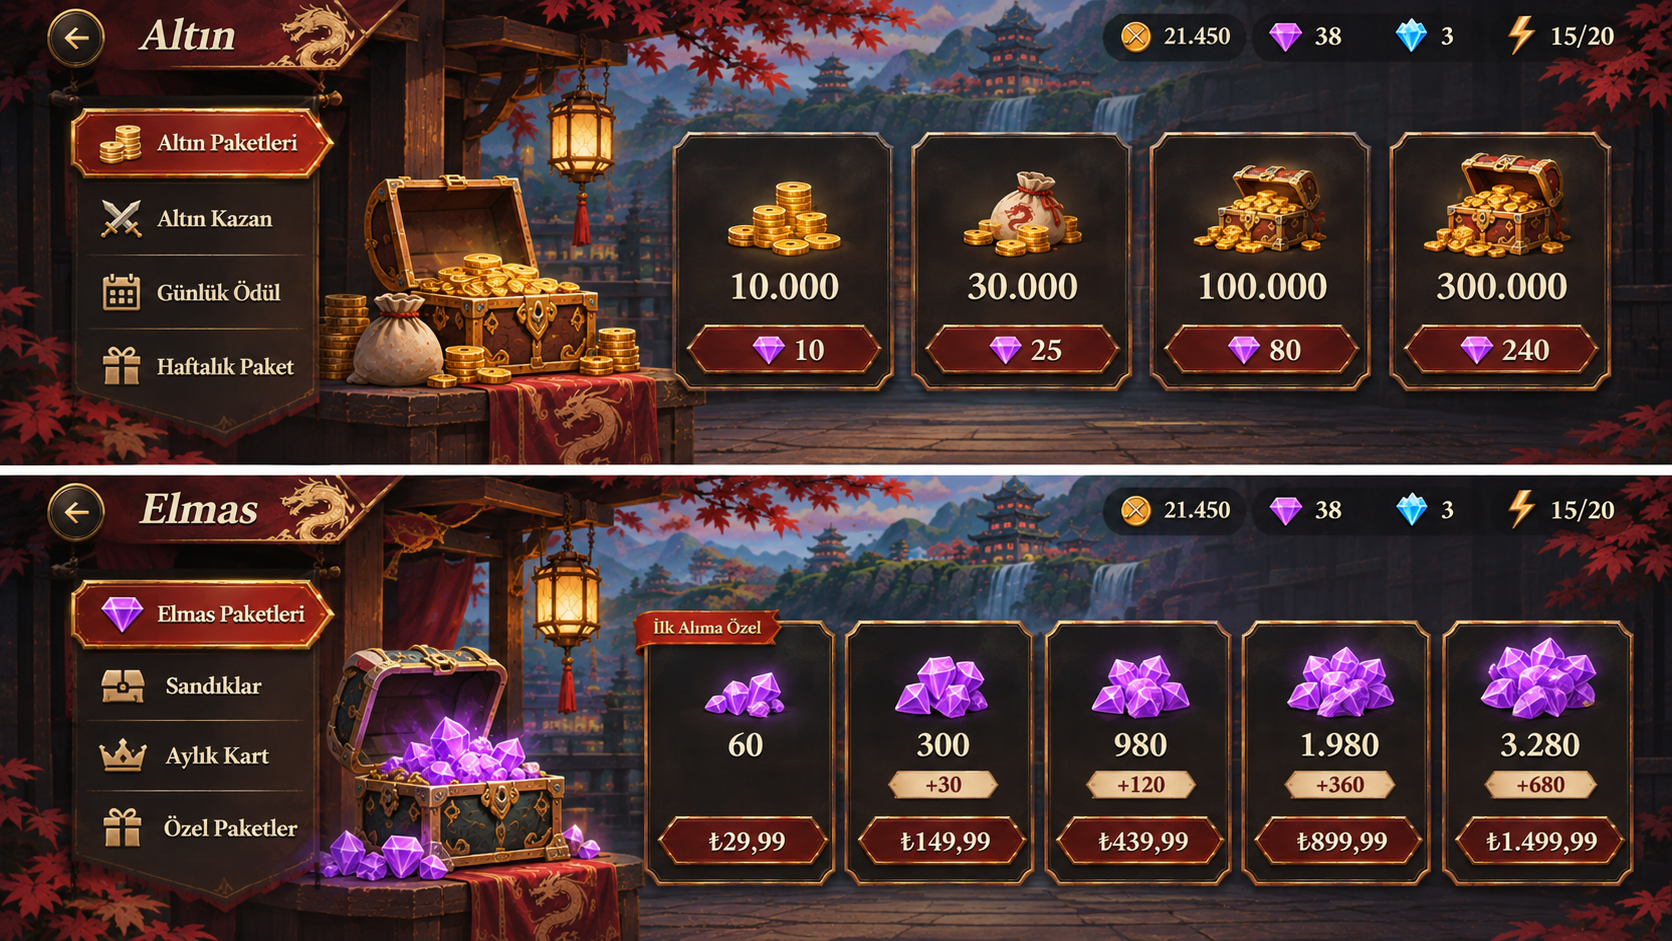 Altın
21.450
38
3
15/20
Altın Paketleri
Altın Kazan
Günlük Ödül
Haftalık Paket
10.000
10
30.000
25
100.000
80
300.000
240
Elmas
21.450
38
3
15/20
Elmas Paketleri
Sandıklar
Aylık Kart
Özel Paketler
İlk Alıma Özel
60
₺29,99
300
+30
₺149,99
980
+120
₺439,99
1.980
+360
₺899,99
3.280
+680
₺1.499,99